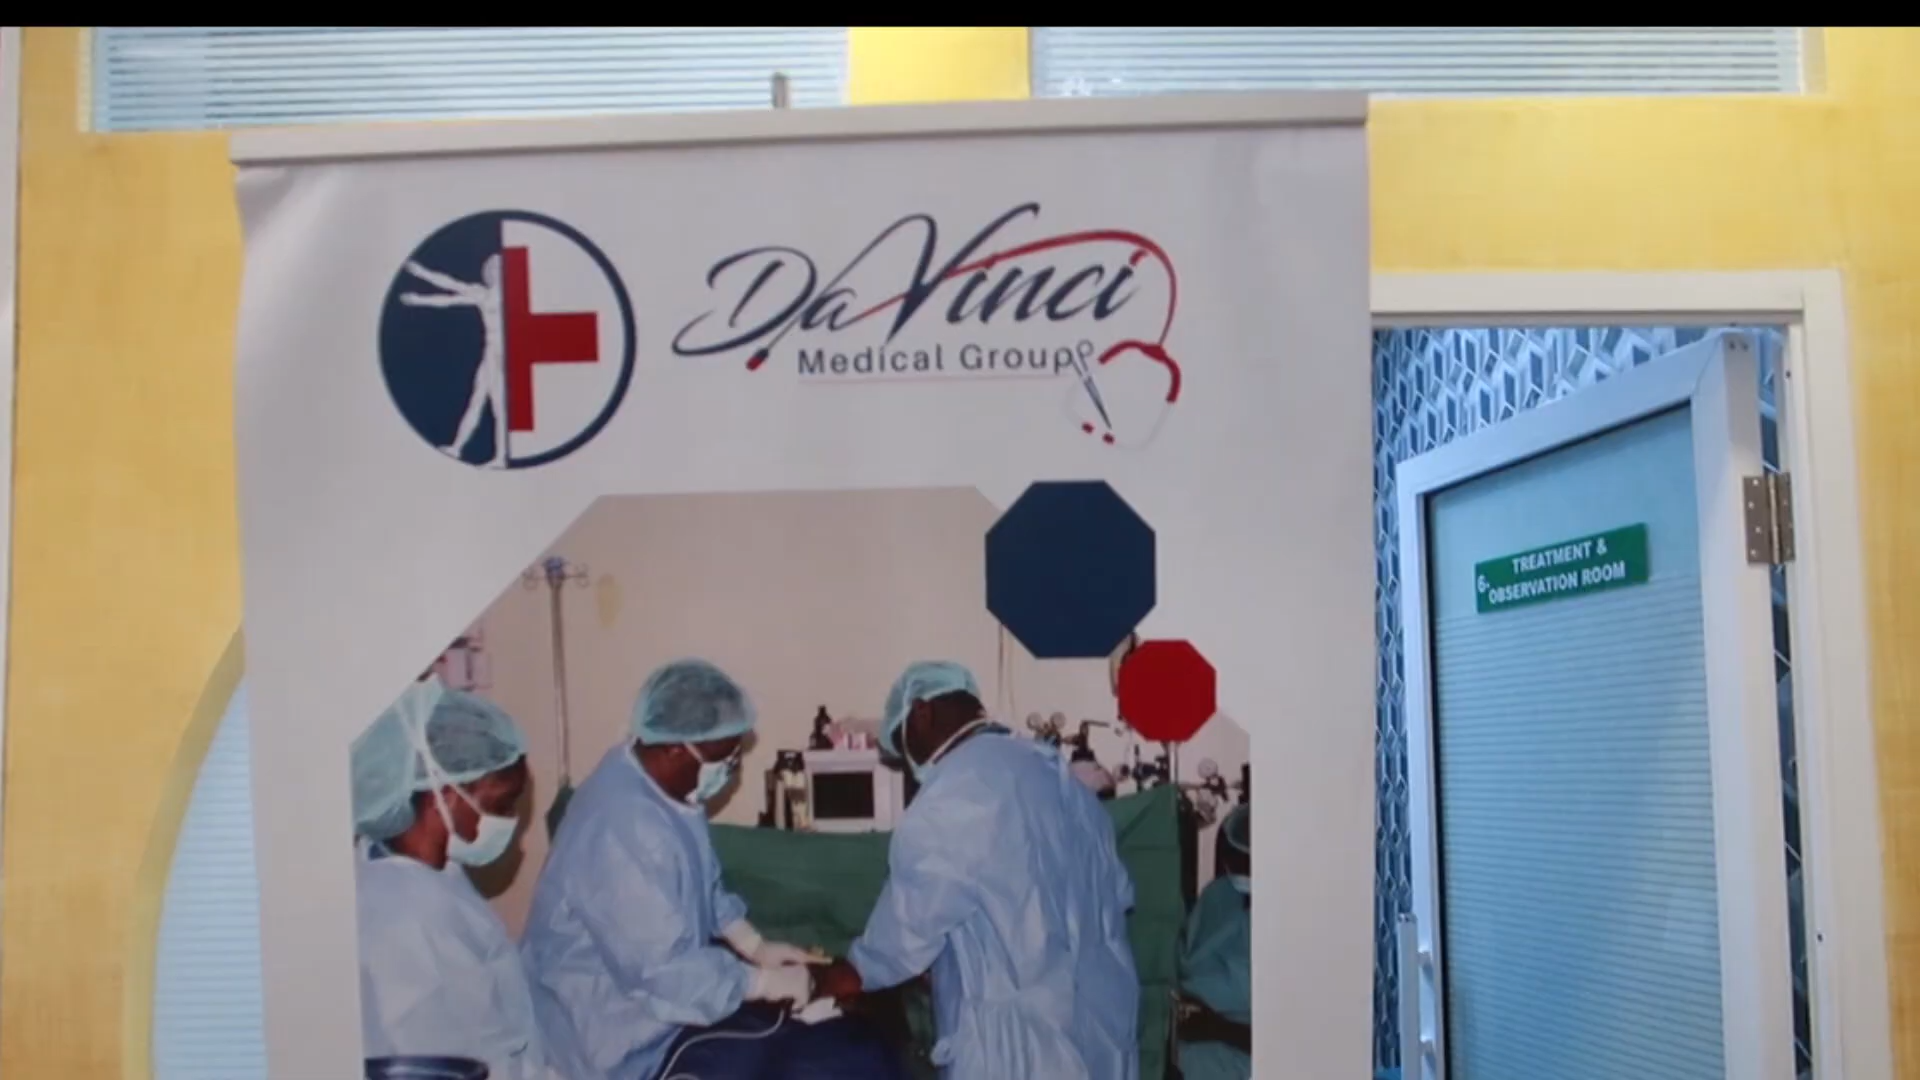 DaVinci
Medical Group
TREATMENT &
6. OBSERVATION ROOM